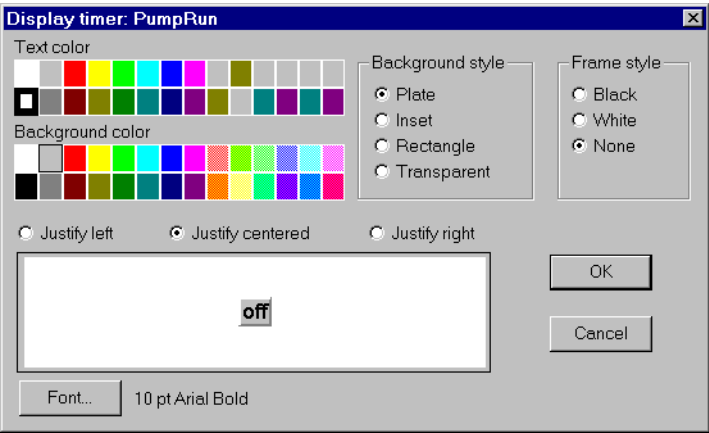 Display timer: PumpRun
Text color
Background color
Background style
Plate
Inset
Rectangle
Transparent
Frame style
Black
White
None
Justify left
Justify centered
Justify right
off
OK
Cancel
Font...
10 pt Arial Bold